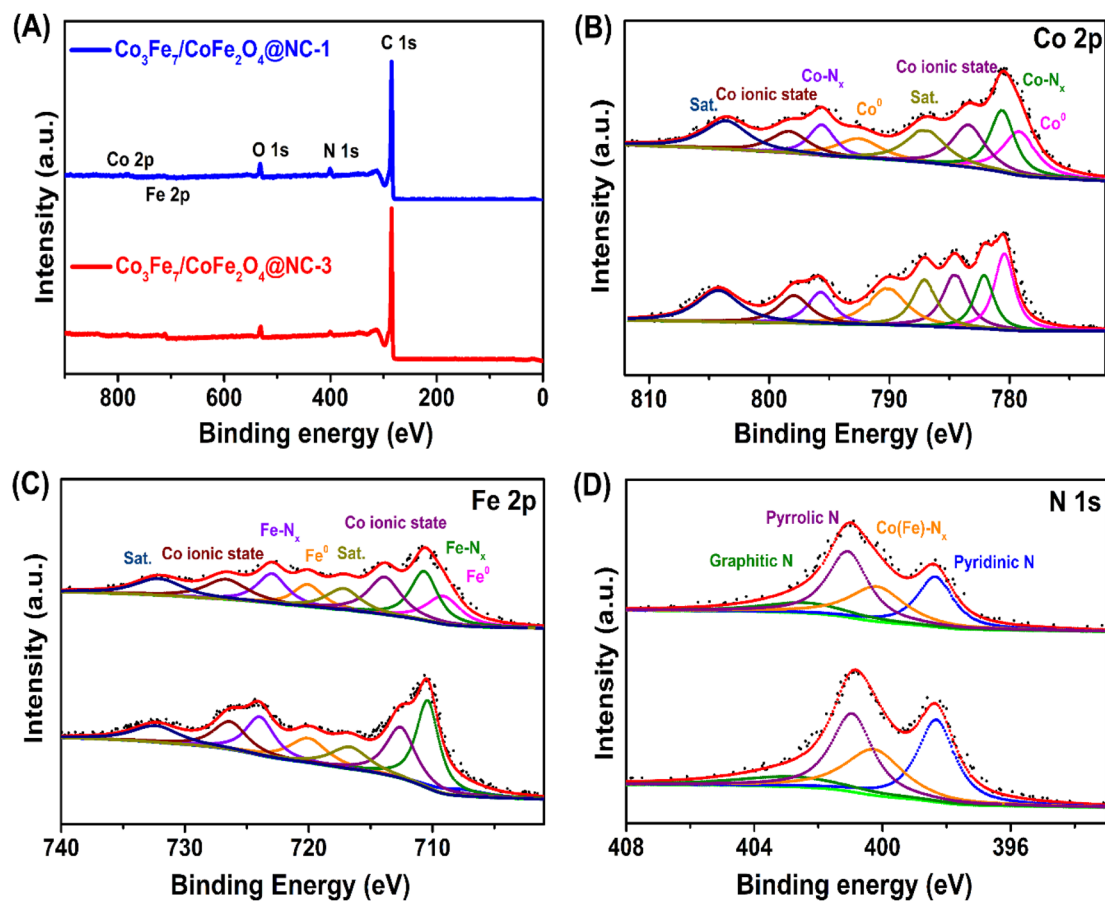 (A)
Co3Fe7/CoFe2O4@NC-1
C 1s
Co 2p
O 1s
N 1s
Fe 2p
Co3Fe7/CoFe2O4@NC-3
Intensity (a.u.)
800 600 400 200 0
Binding energy (eV)
(B)
Co 2p
Co ionic state
Co-Nx
Co-Nx
Sat.
Co ionic state
Co0
Sat.
Co0
Intensity (a.u.)
810 800 790 780
Binding Energy (eV)
(C)
Fe 2p
Co ionic state
Fe-Nx
Fe-Nx
Sat.
Co ionic state
Fe0
Sat.
Fe0
Intensity (a.u.)
740 730 720 710
Binding Energy (eV)
(D)
N 1s
Pyrrolic N
Co(Fe)-Nx
Graphitic N
Pyridinic N
Intensity (a.u.)
408 404 400 396
Binding energy (eV)